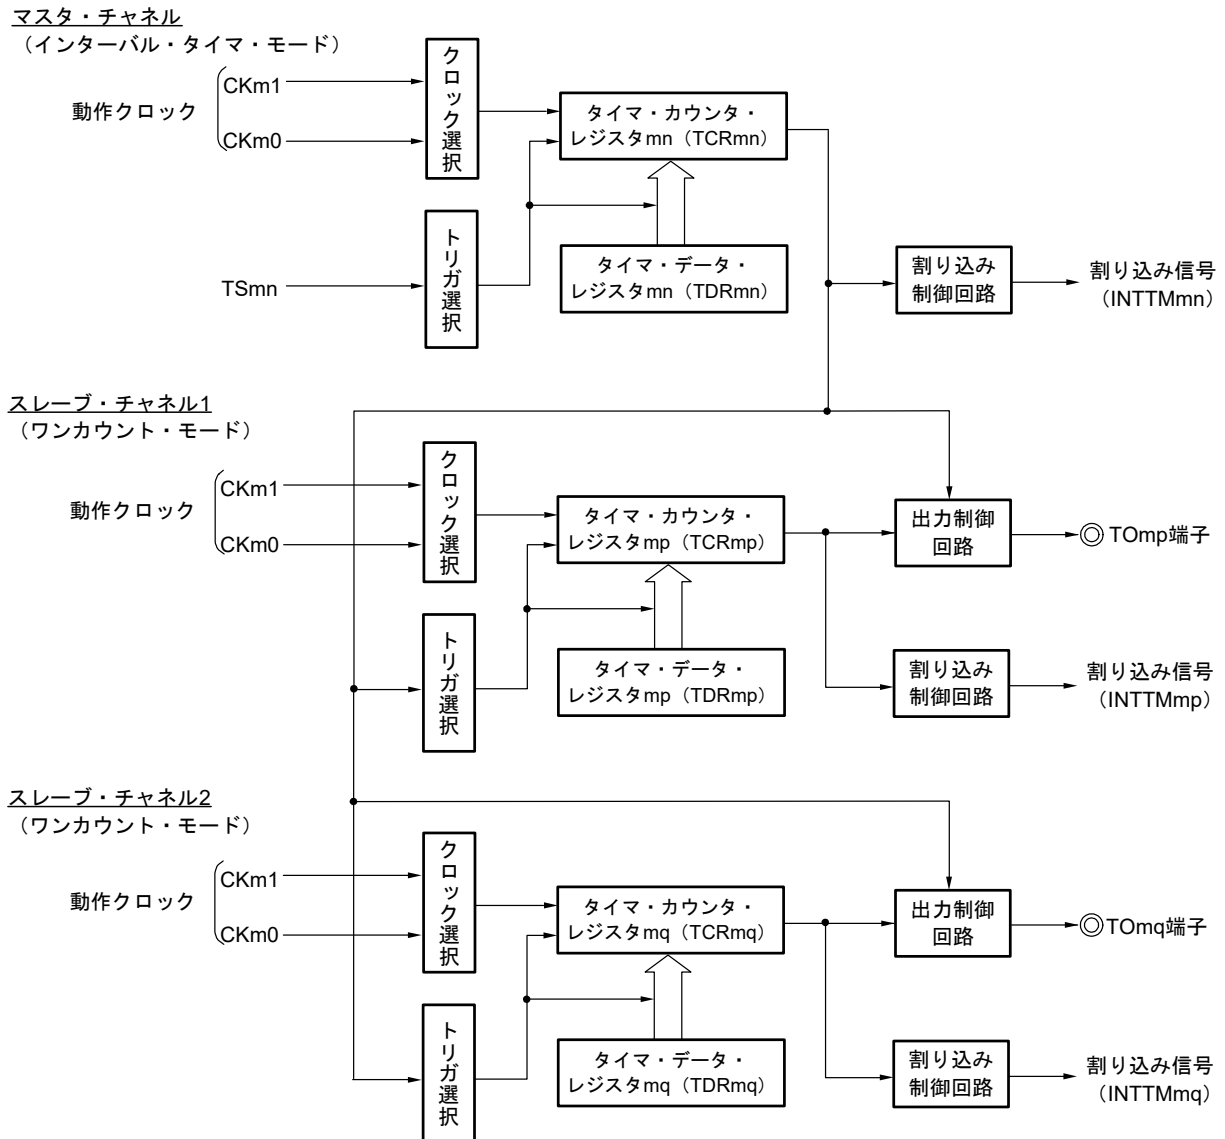 マスタ・チャネル
（インターバル・タイマ・モード）
動作クロック
CKm1
CKm0
クロック選択
タイマ・カウンタ・
レジスタmn（TCRmn）
TSmn
トリガ選択
タイマ・データ・
レジスタmn（TDRmn）
割り込み
制御回路
割り込み信号
（INTTMmn）
スレーブ・チャネル1
（ワンカウント・モード）
動作クロック
CKm1
CKm0
クロック選択
タイマ・カウンタ・
レジスタmp（TCRmp）
出力制御
回路
TOmp端子
トリガ選択
タイマ・データ・
レジスタmp（TDRmp）
割り込み
制御回路
割り込み信号
（INTTMmp）
スレーブ・チャネル2
（ワンカウント・モード）
動作クロック
CKm1
CKm0
クロック選択
タイマ・カウンタ・
レジスタmq（TCRmq）
出力制御
回路
TOmq端子
トリガ選択
タイマ・データ・
レジスタmq（TDRmq）
割り込み
制御回路
割り込み信号
（INTTMmq）